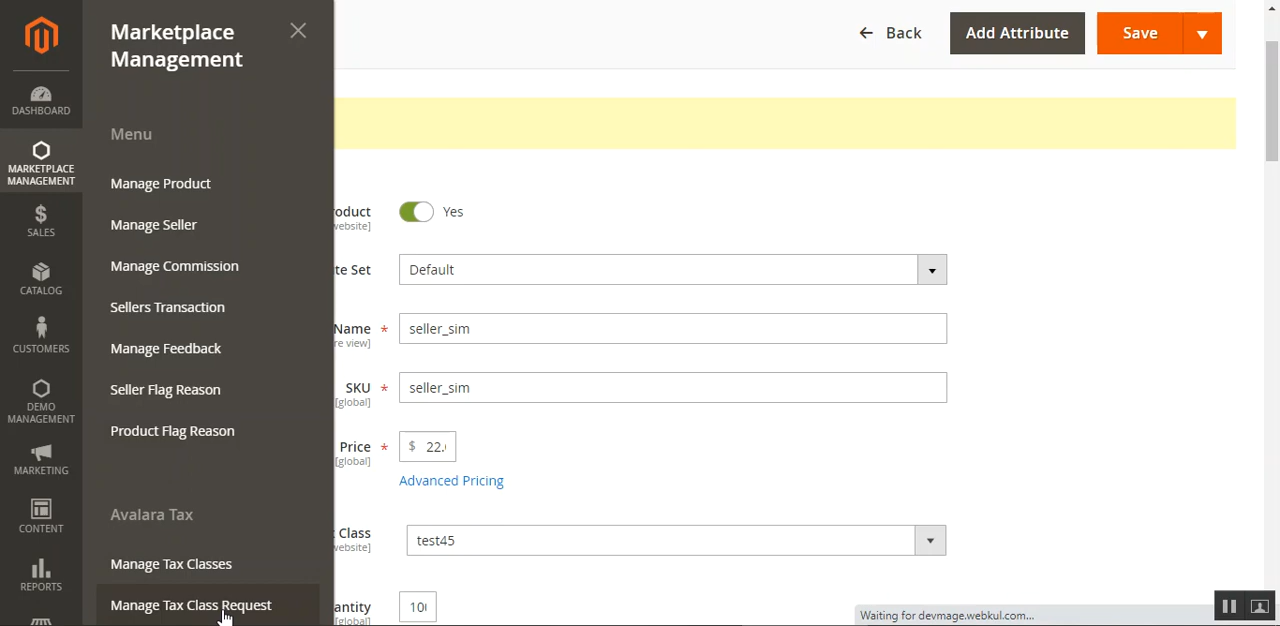 Marketplace
Management
Back
Add Attribute
Save
DASHBOARD
Menu
MARKETPLACE
MANAGEMENT
Manage Product
oduct
Yes
website]
SALES
Manage Seller
Manage Commission
te Set
Default
CATALOG
Sellers Transaction
Name *
seller_sim
re view]
CUSTOMERS
Manage Feedback
Seller Flag Reason
SKU *
seller_sim
[global]
DEMO
MANAGEMENT
Product Flag Reason
Price *
$ 22.
[global]
MARKETING
Advanced Pricing
Avalara Tax
CONTENT
Class
test45
website]
Manage Tax Classes
REPORTS
Manage Tax Class Request
antity
[global]
Waiting for devmage.webkul.com...